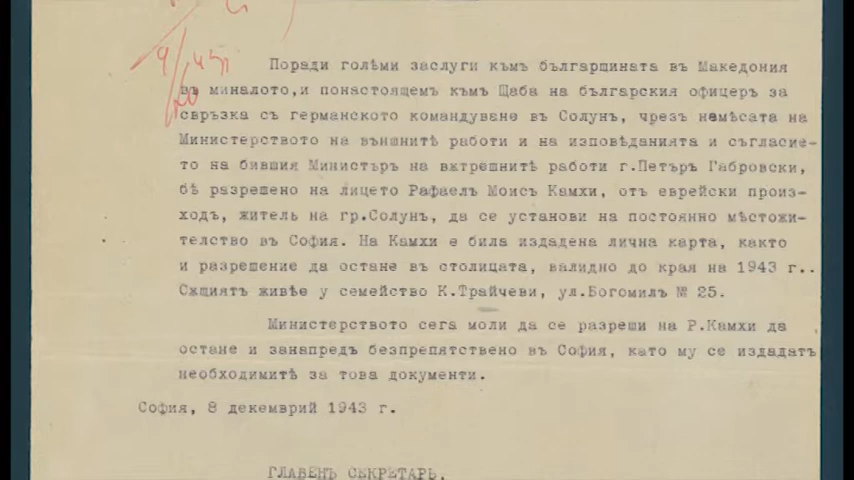 Поради голѣми заслуги къмъ българщината въ Македония
въ миналото, и понастоящемъ къмъ Щаба на българския офицеръ за
свръзка съ германското командуване въ Солунъ, чрезъ немѣсата на
Министерството на външнитѣ работи и на изповѣданията и съгласие-
то на бившия Министъръ на вѫтрешнитѣ работи г.Петъръ Габровски,
бѣ разрешено на лицето Рафаелъ Моисъ Камхи, отъ еврейски произ-
ходъ, житель на гр.Солунъ, да се установи на постоянно мѣстожи-
телство въ София. На Камхи е била издадена лична карта, както
и разрешение да остане въ столицата, валидно до края на 1943 г..
Сѫщиятъ живѣе у семейство К.Трайчеви, ул.Богомилъ № 25.
Министерството сега моли да се разреши на Р.Камхи да
остане и занапредъ безпрепятствено въ София, като му се издадатъ
необходимитѣ за това документи.
София, 8 декемврий 1943 г.
ГЛАВЕНЪ СЕКРЕТАРЬ,